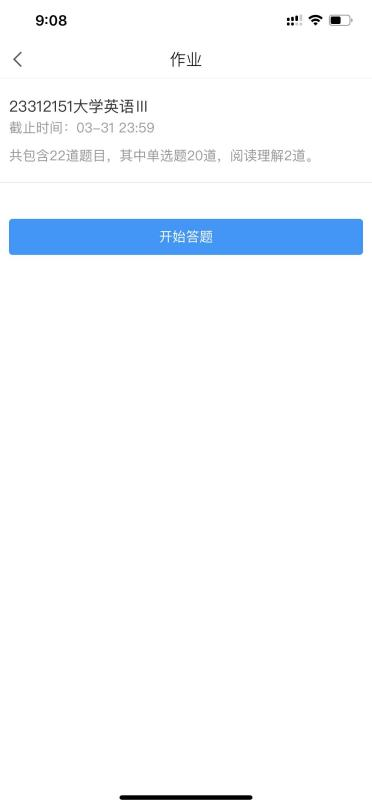 9:08
作业
23312151大学英语Ⅲ
截止时间：03-31 23:59
共包含22道题目，其中单选题20道，阅读理解2道。
开始答题